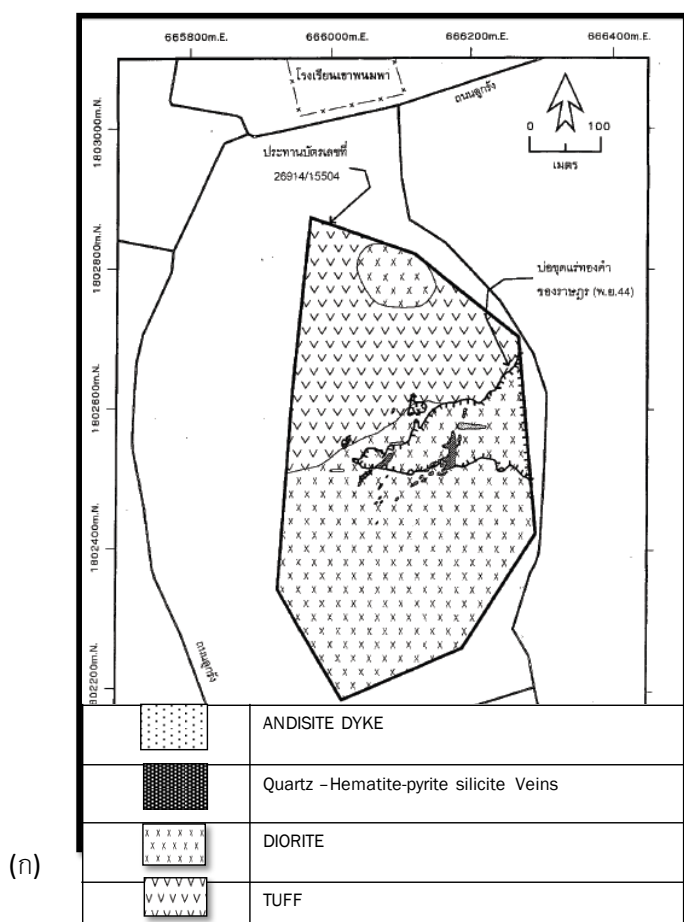 665800m.E.
666000m.E.
666200m.E.
666400m.E.
โรงเรียนเขาพนมพา
ถนนลูกรัง
0 100
เมตร
1803000m.N.
ประทานบัตรเลขที่
26914/15504
1802800m.N.
บ่อขุดแร่ทองคำ
ของราษฎร (พ.ย.44)
1802600m.N.
1802400m.N.
ถนนลูกรัง
802200m.N.
ANDISITE DYKE
Quartz –Hematite-pyrite silicite Veins
(ก)
DIORITE
TUFF